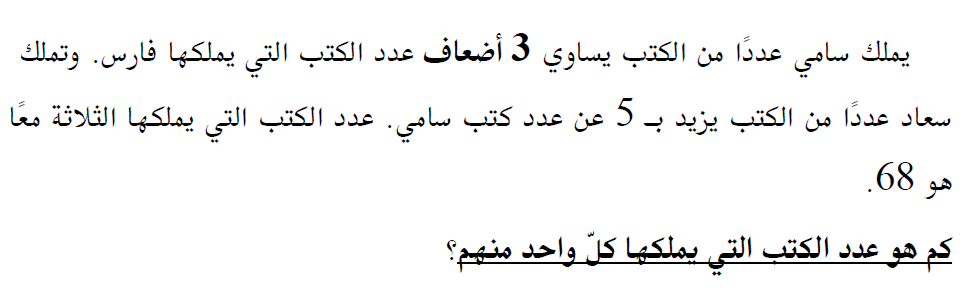 يملك سامي عددًا من الكتب يساوي 3 أضعاف عدد الكتب التي يملكها فارس. وتملك
سعاد عددًا من الكتب يزيد بـ 5 عن عدد كتب سامي. عدد الكتب التي يملكها الثلاثة معًا
هو 68.
كم هو عدد الكتب التي يملكها كلّ واحد منهم؟